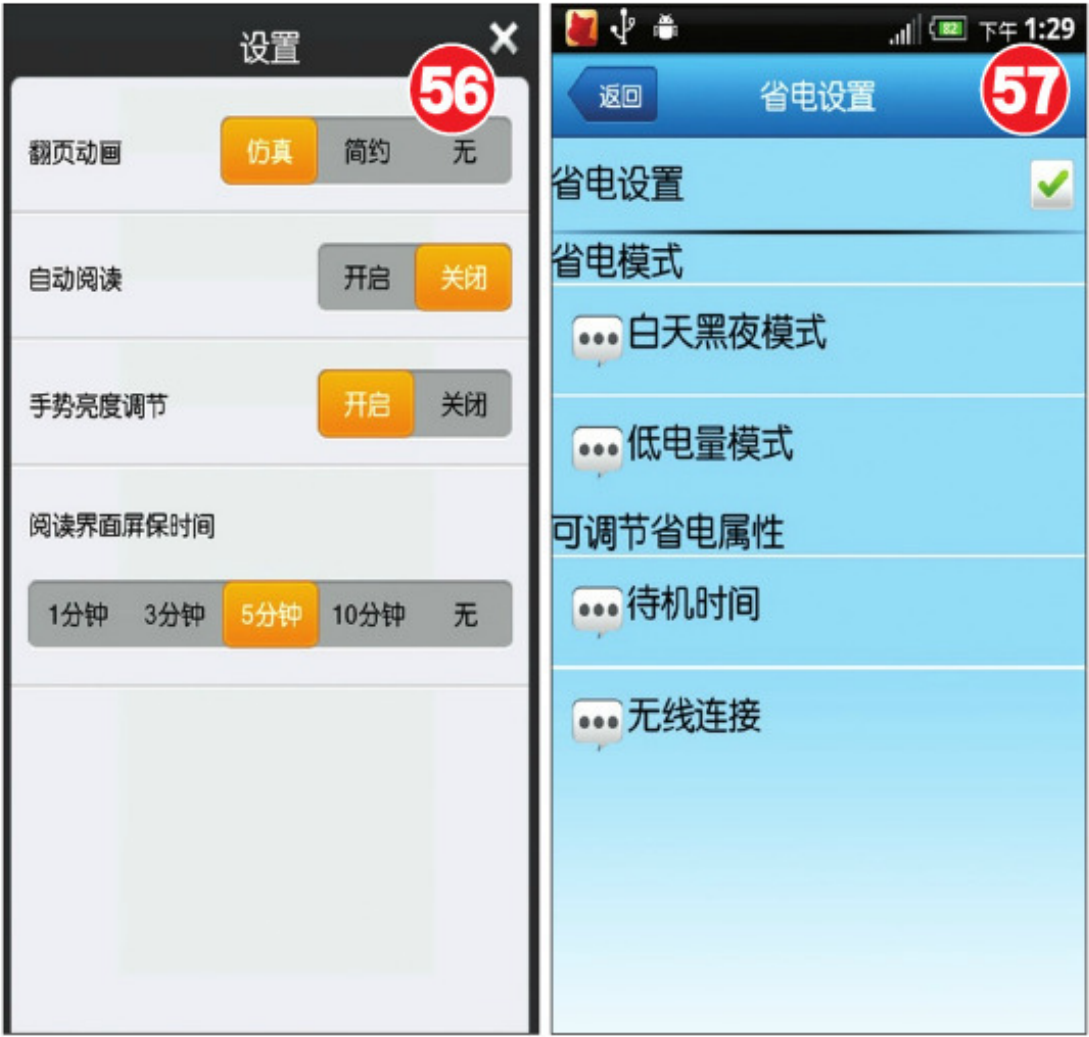 设置
56
翻页动画
仿真 简约 无
自动阅读
开启 关闭
手势亮度调节
开启 关闭
阅读界面屏保时间
1分钟 3分钟 5分钟 10分钟 无
82 下午 1:29
返回 省电设置
57
省电设置
省电模式
白天黑夜模式
低电量模式
可调节省电属性
待机时间
无线连接